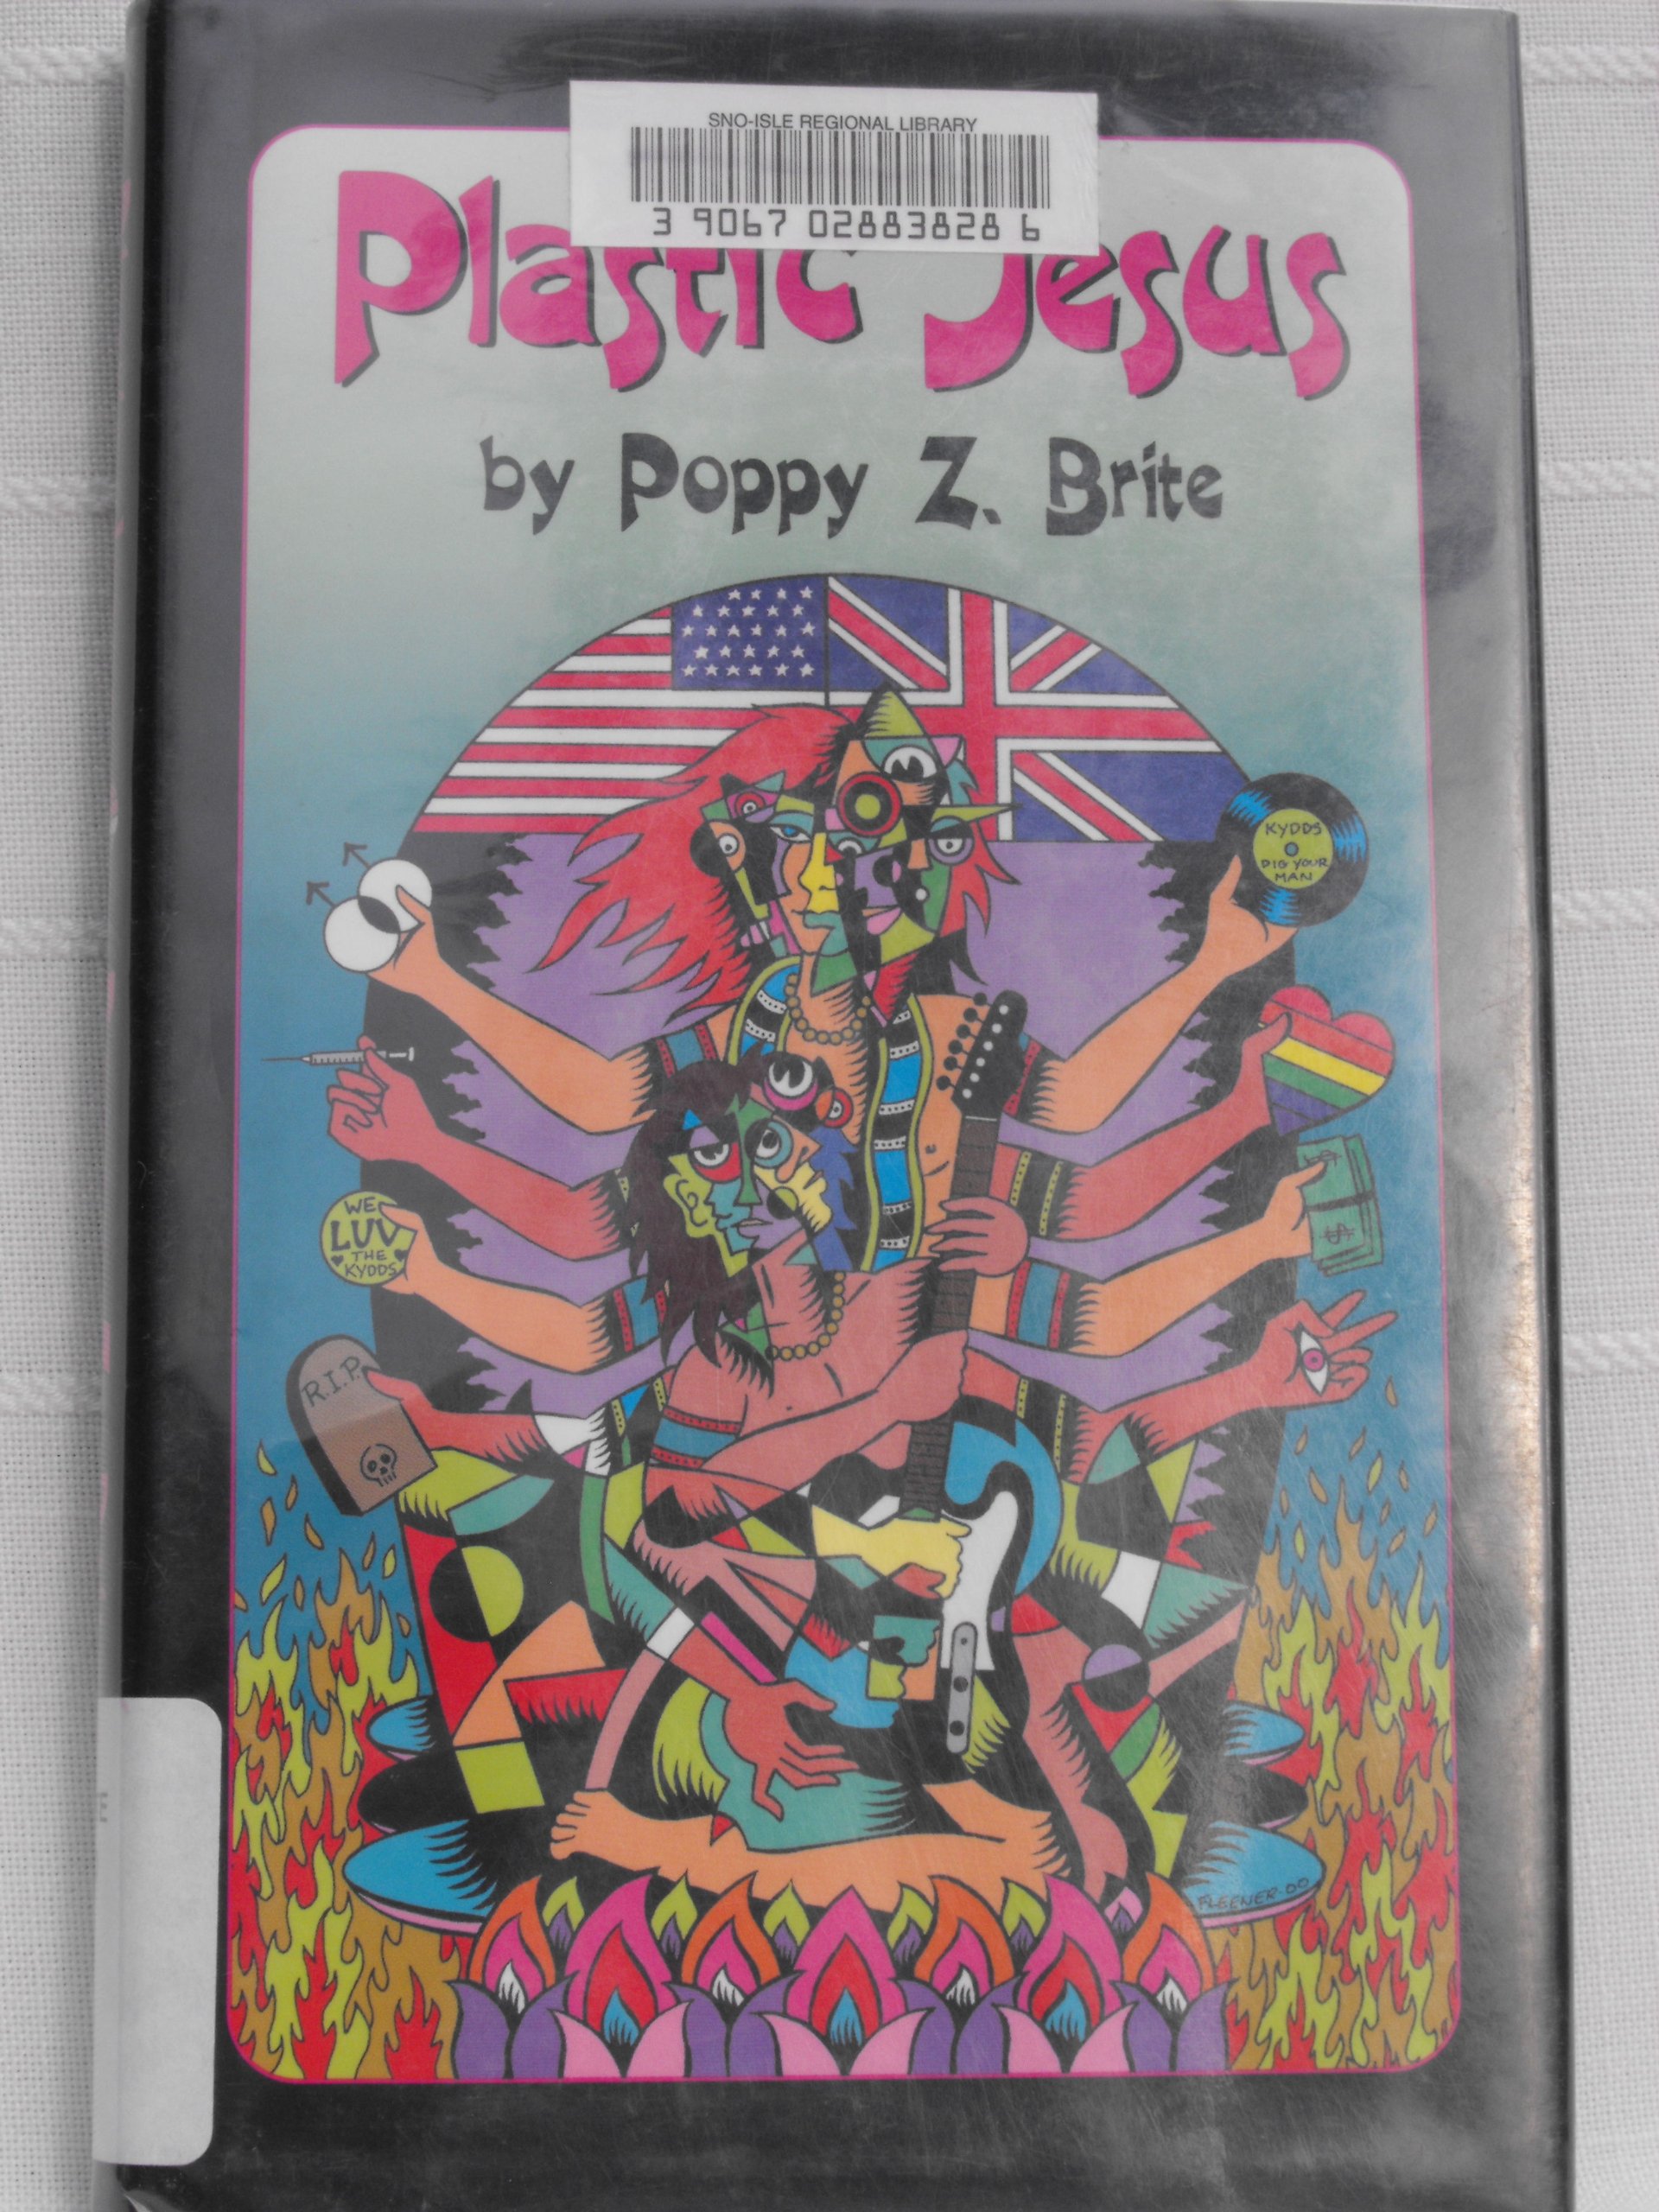 SNO-ISLE REGIONAL LIBRARY
3 9067 02883828 6
Plastic Jesus
by Poppy Z. Brite
KYDDS
DIG YOUR
MAN
WE
LUV
THE
KYDDS
$ $
$
R.I.P.
FLEENER-00